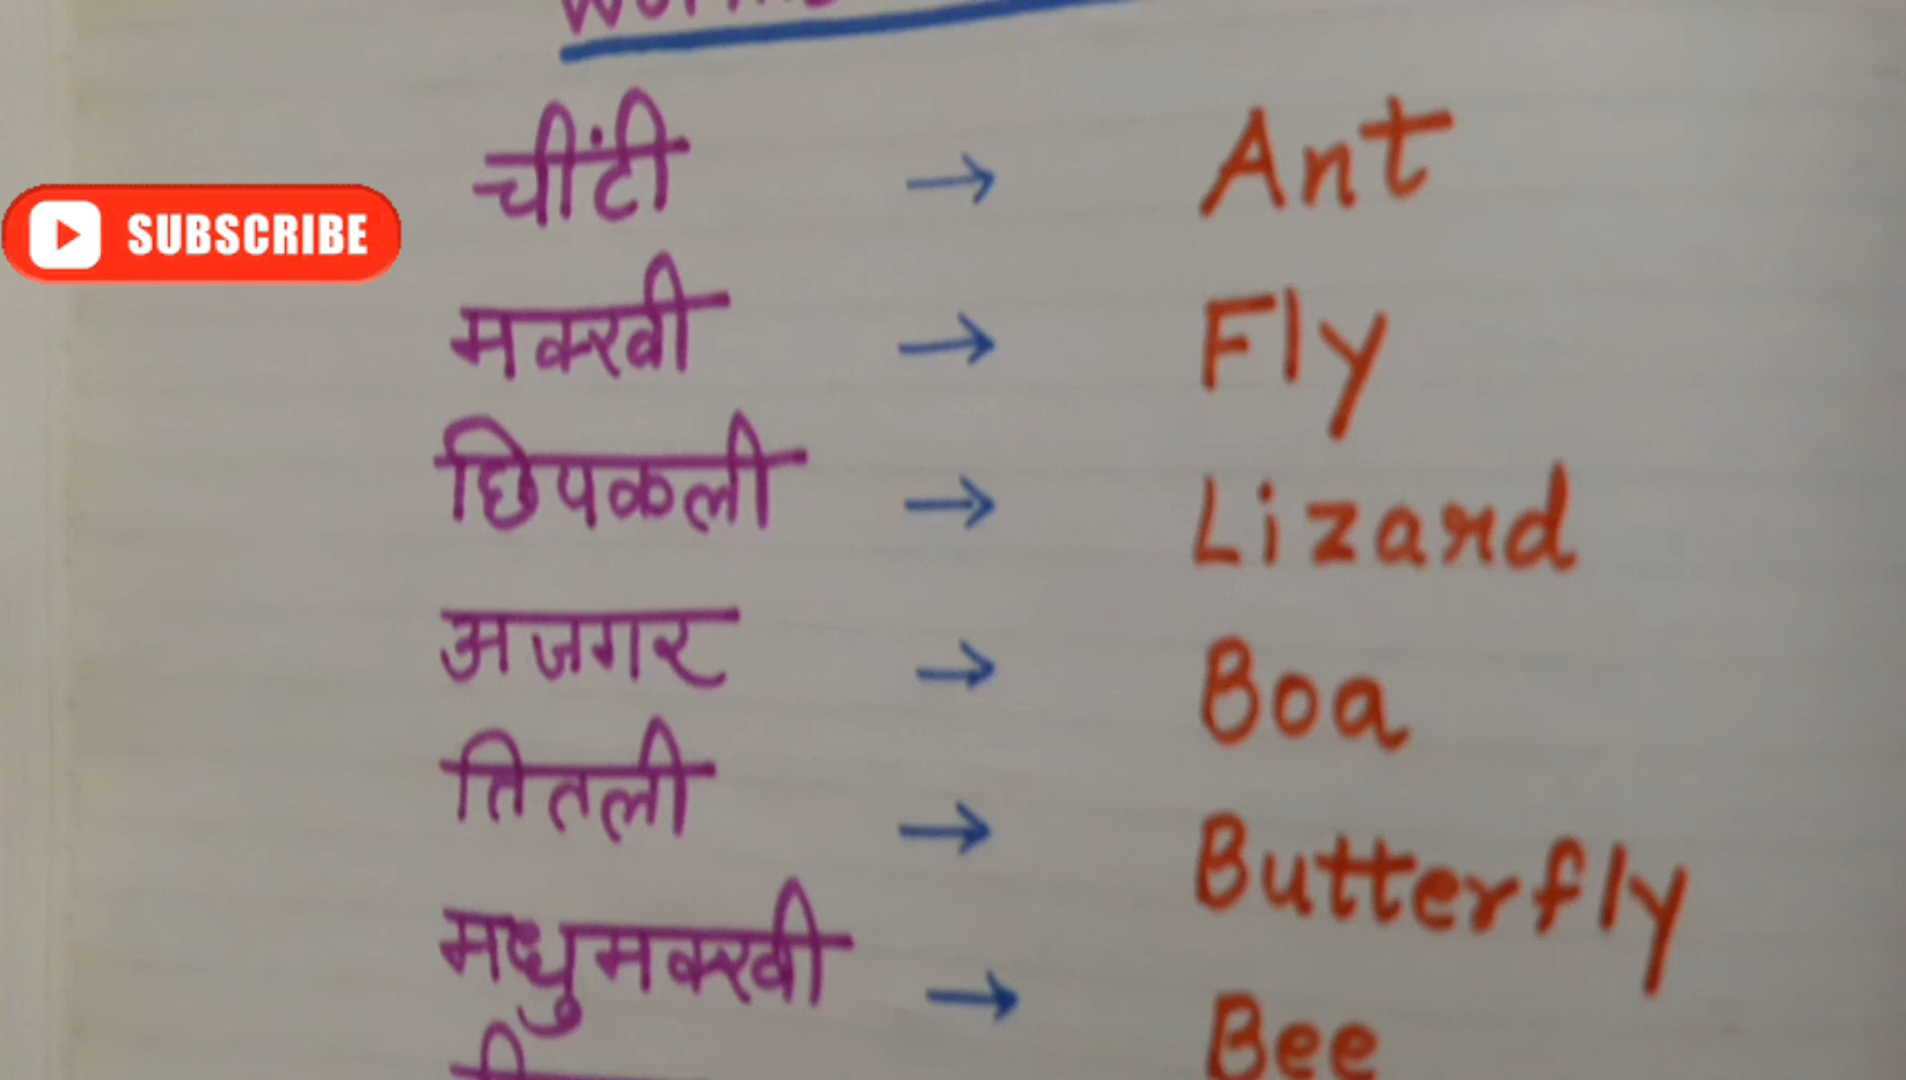 चींटी → Ant
SUBSCRIBE
मक्खी → Fly
छिपकली → Lizard
अजगर → Boa
तितली → Butterfly
मधुमक्खी → Bee